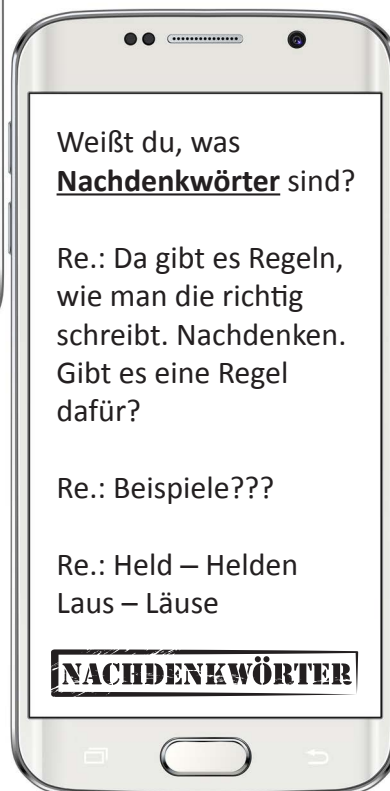 Weißt du, was
Nachdenkwörter sind?
Re.: Da gibt es Regeln,
wie man die richtig
schreibt. Nachdenken.
Gibt es eine Regel
dafür?
Re.: Beispiele???
Re.: Held – Helden
Laus – Läuse
NACHDENKWÖRTER